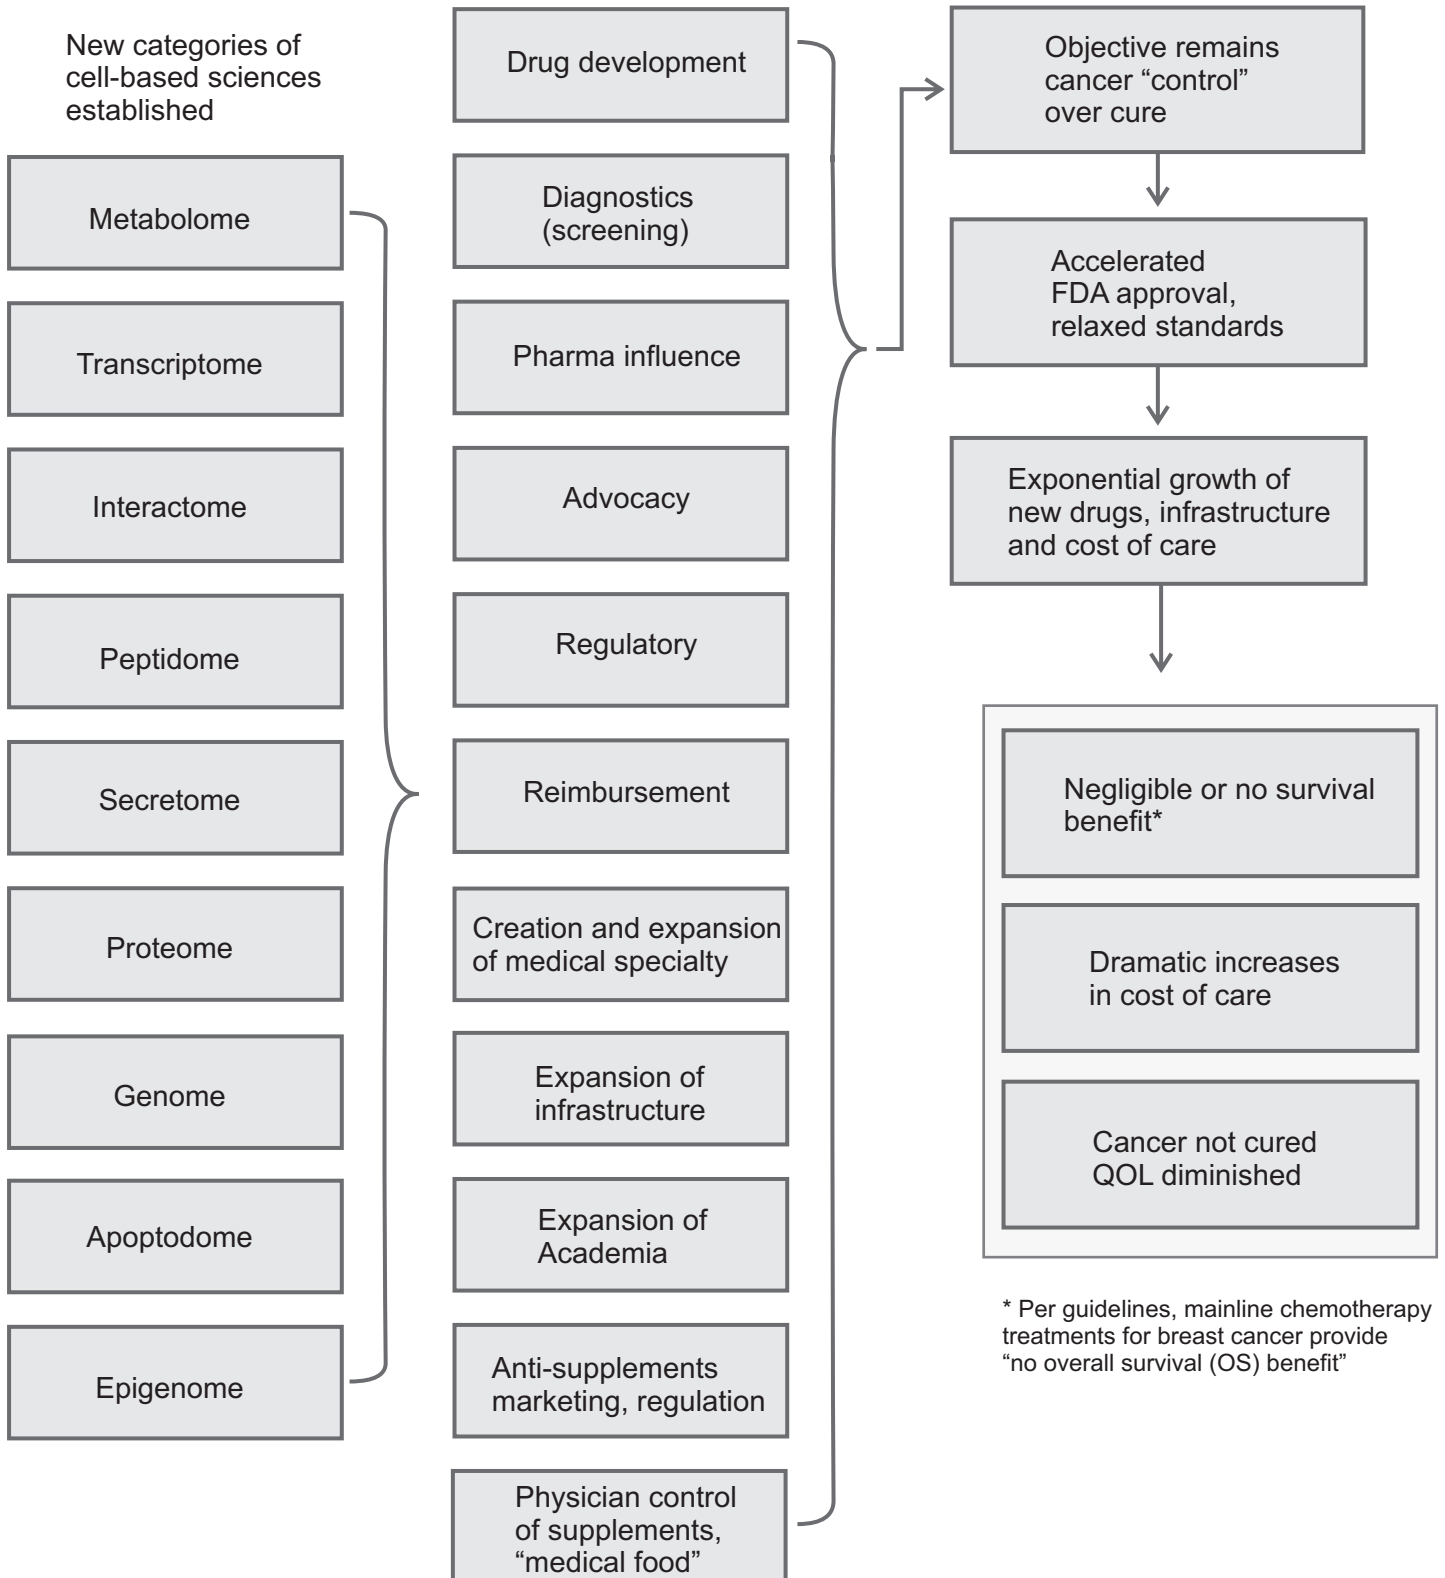 New categories of
cell-based sciences
established
Metabolome
Transcriptome
Interactome
Peptidome
Secretome
Proteome
Genome
Apoptodome
Epigenome
Drug development
Diagnostics
(screening)
Pharma influence
Advocacy
Regulatory
Reimbursement
Creation and expansion
of medical specialty
Expansion of
infrastructure
Expansion of
Academia
Anti-supplements
marketing, regulation
Physician control
of supplements,
“medical food”
Objective remains
cancer “control”
over cure
Accelerated
FDA approval,
relaxed standards
Exponential growth of
new drugs, infrastructure
and cost of care
Negligible or no survival
benefit*
Dramatic increases
in cost of care
Cancer not cured
QOL diminished
* Per guidelines, mainline chemotherapy
treatments for breast cancer provide
“no overall survival (OS) benefit”